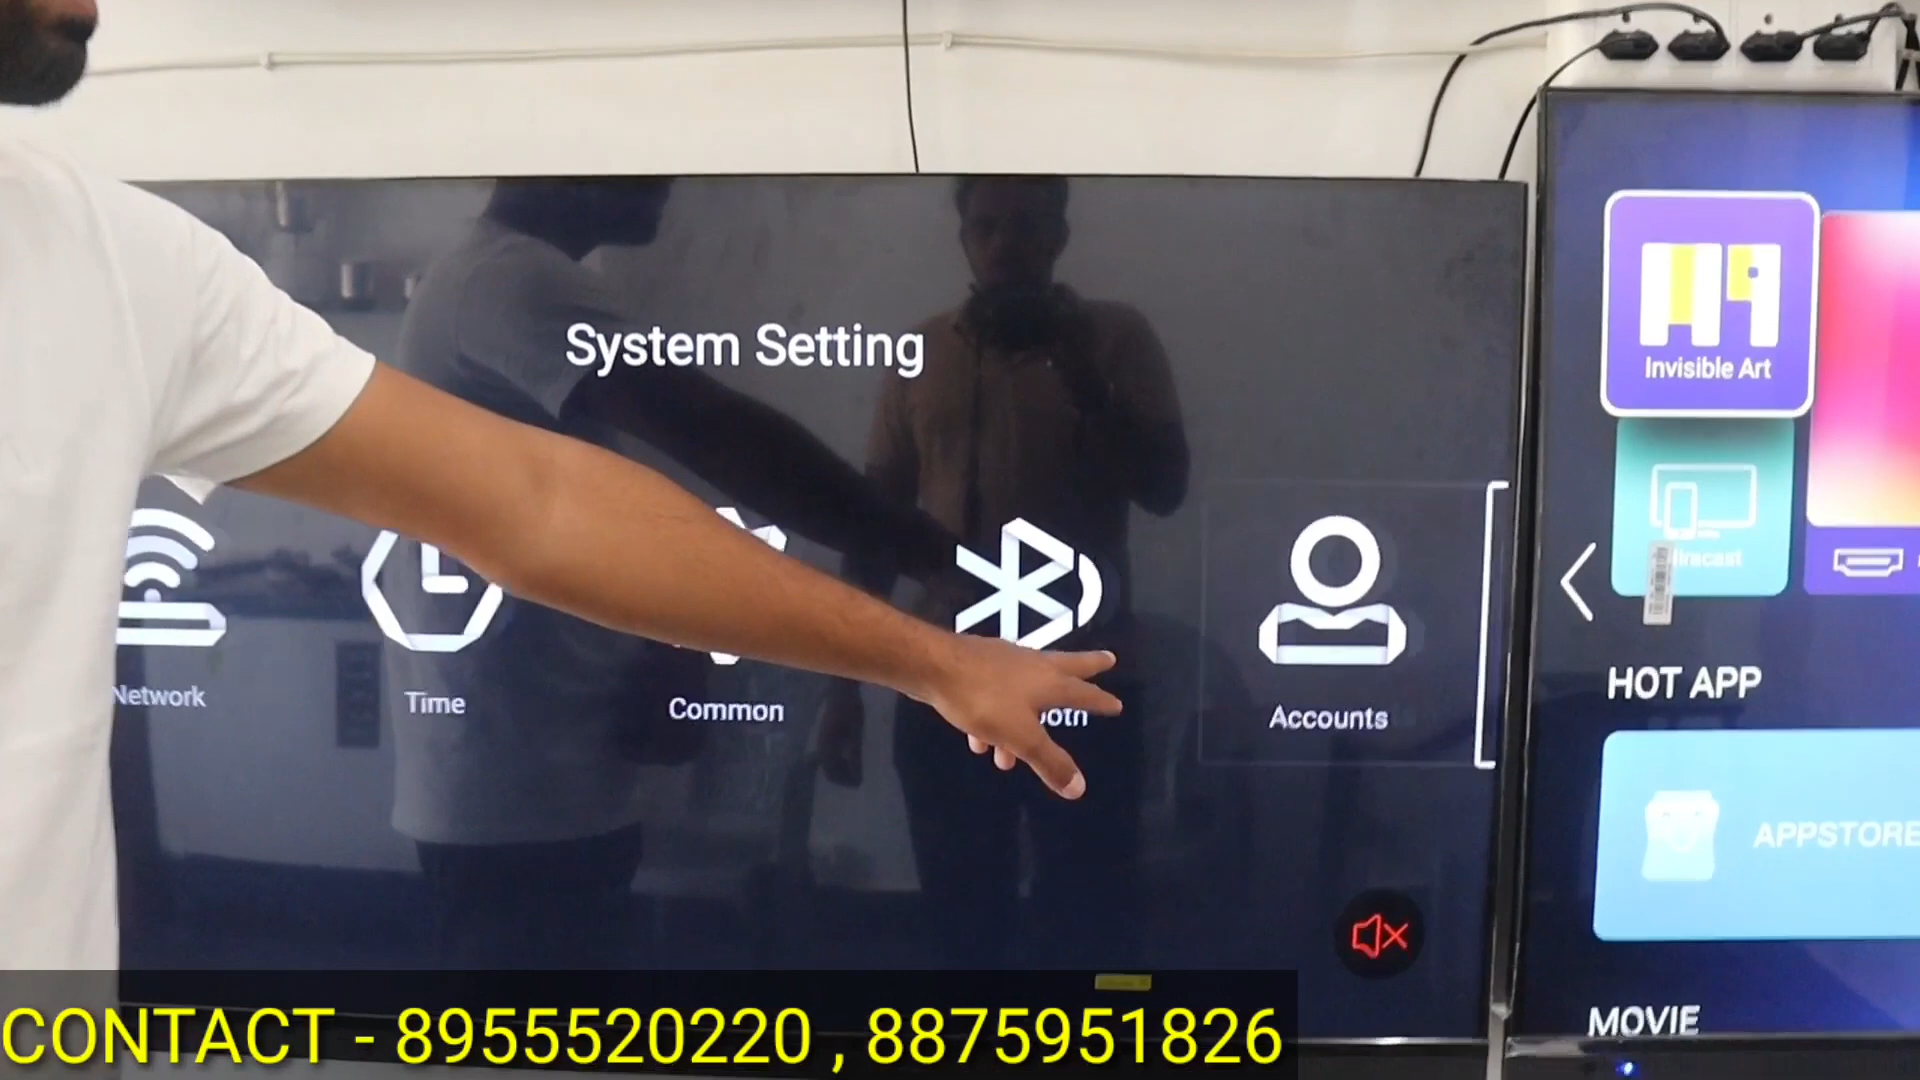 System Setting
Network
Time
Common
Accounts
Invisible Art
HOT APP
APPSTORE
MOVIE
CONTACT - 8955520220 , 8875951826